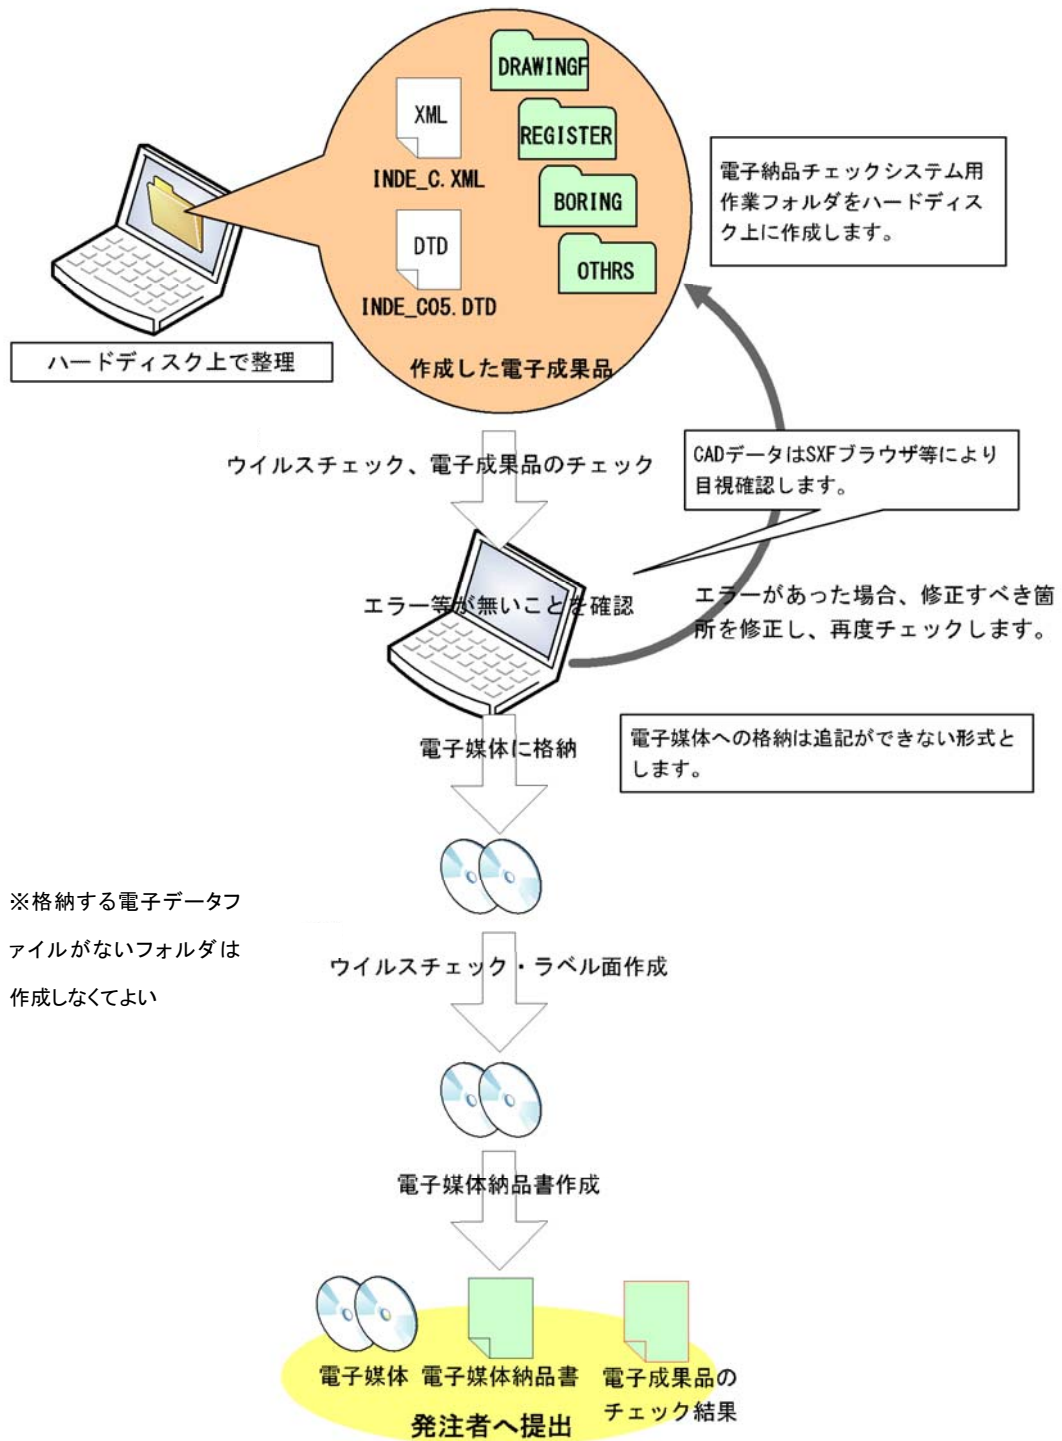 DRAWINGF
XML
REGISTER
INDE_C.XML
BORING
DTD
OTHRS
INDE_C05.DTD
作成した電子成果品
電子納品チェックシステム用
作業フォルダをハードディス
ク上に作成します。
ハードディスク上で整理
ウイルスチェック、電子成果品のチェック
CADデータはSXFブラウザ等により
目視確認します。
エラー等が無いことを確認
エラーがあった場合、修正すべき箇
所を修正し、再度チェックします。
電子媒体に格納
電子媒体への格納は追記ができない形式と
します。
※格納する電子データフ
ァイルがないフォルダは
作成しなくてよい
ウイルスチェック・ラベル面作成
電子媒体納品書作成
電子媒体
電子媒体納品書
電子成果品の
チェック結果
発注者へ提出